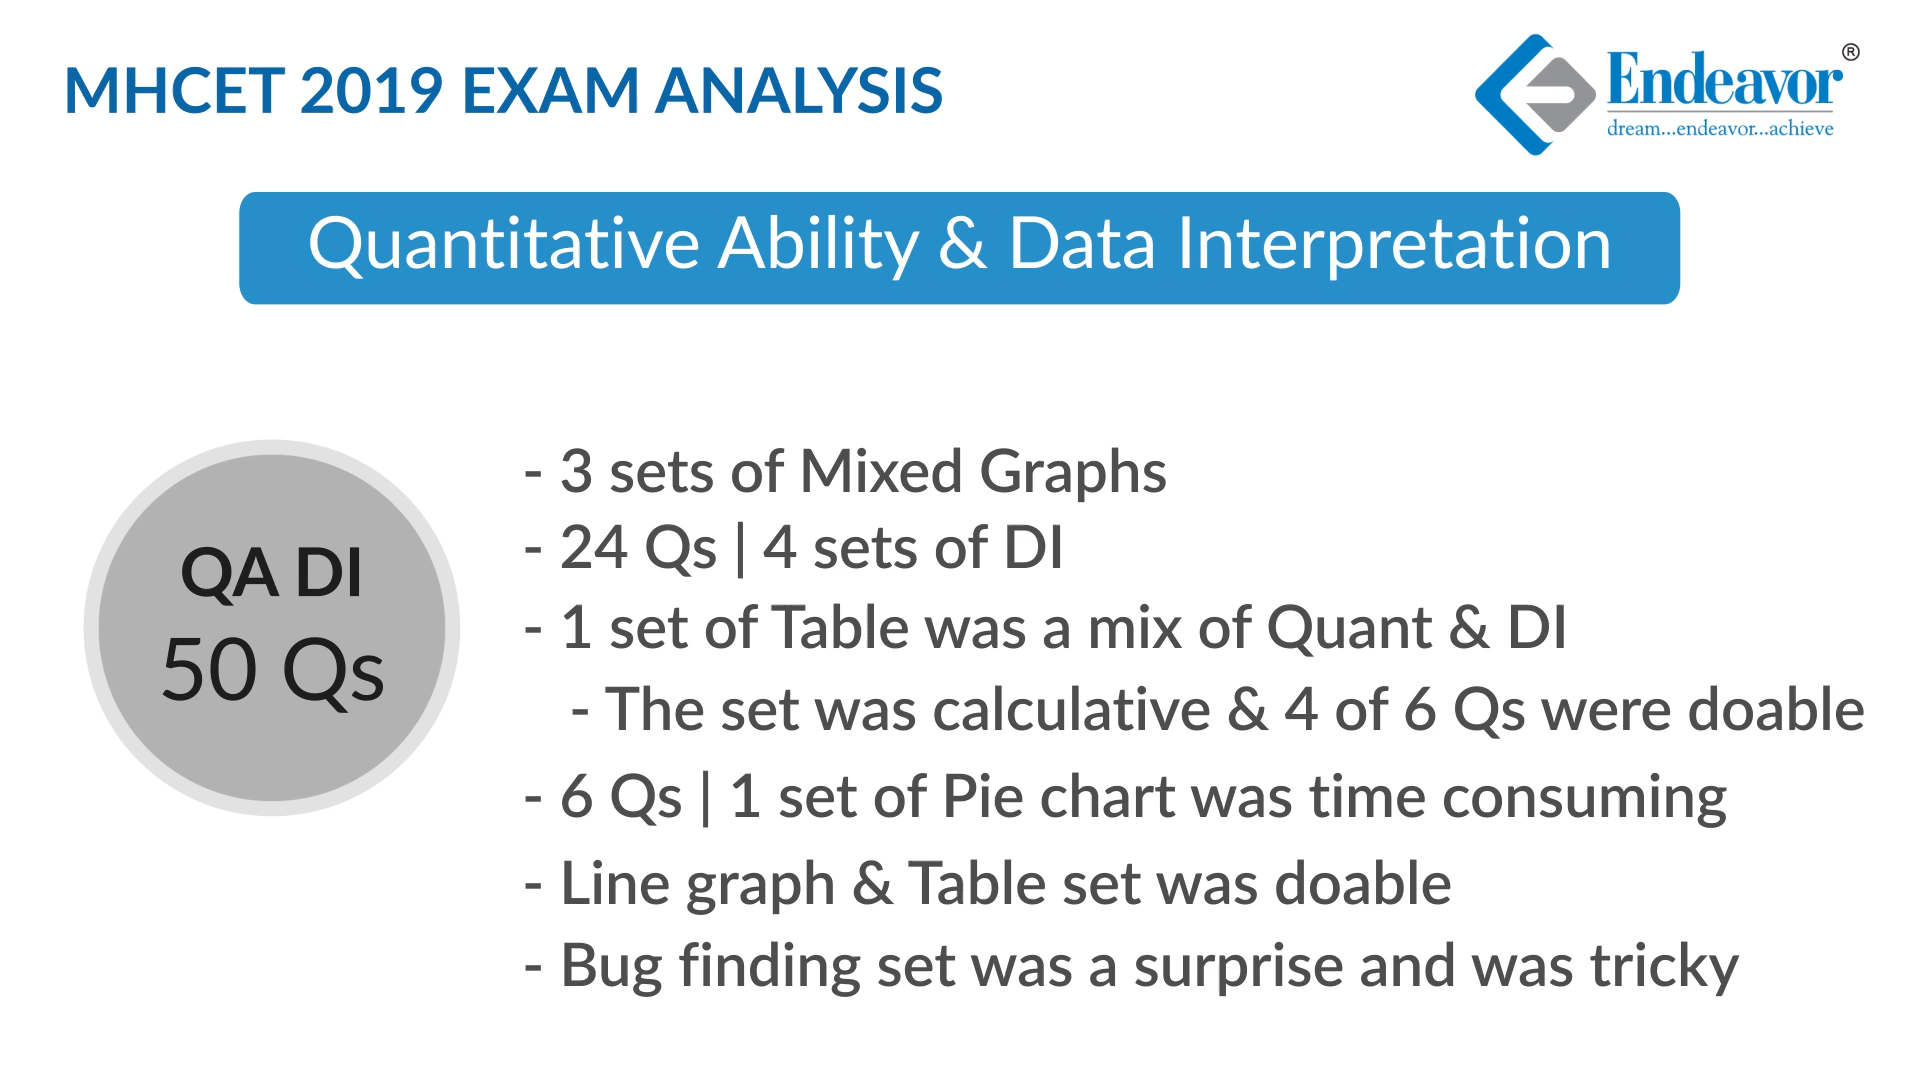 MHCET 2019 EXAM ANALYSIS
Endeavor®
dream...endeavor...achieve
Quantitative Ability & Data Interpretation
QA DI
50 Qs
- 3 sets of Mixed Graphs
- 24 Qs | 4 sets of DI
- 1 set of Table was a mix of Quant & DI
- The set was calculative & 4 of 6 Qs were doable
- 6 Qs | 1 set of Pie chart was time consuming
- Line graph & Table set was doable
- Bug finding set was a surprise and was tricky